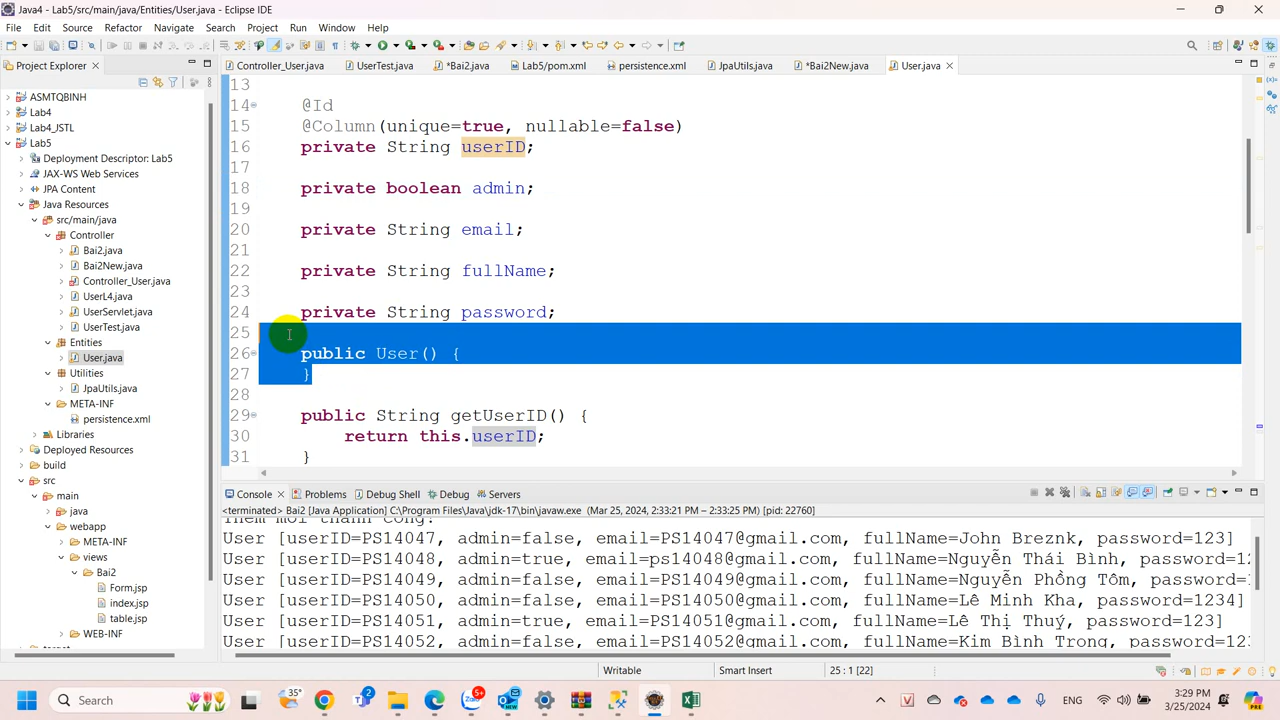 Java4 - Lab5/src/main/java/Entities/User.java - Eclipse IDE
File Edit Source Refactor Navigate Search Project Run Window Help
Project Explorer
Controller_User.java UserTest.java *Bai2.java Lab5/pom.xml persistence.xml JpaUtils.java *Bai2New.java User.java
ASMTQBINH
Lab4
Lab4_JSTL
Lab5
Deployment Descriptor: Lab5
JAX-WS Web Services
JPA Content
Java Resources
src/main/java
Controller
Bai2.java
Bai2New.java
Controller_User.java
UserL4.java
UserServlet.java
UserTest.java
Entities
User.java
Utilities
JpaUtils.java
META-INF
persistence.xml
Libraries
Deployed Resources
build
src
main
java
webapp
META-INF
views
Bai2
Form.jsp
index.jsp
table.jsp
WEB-INF
13
14 @Id
15 @Column(unique=true, nullable=false)
16 private String userID;
17
18 private boolean admin;
19
20 private String email;
21
22 private String fullName;
23
24 private String password;
25
26 public User() {
27 }
28
29 public String getUserID() {
30 return this.userID;
31 }
Console Problems Debug Shell Debug Servers
<terminated> Bai2 [Java Application] C:\Program Files\Java\jdk-17\bin\javaw.exe (Mar 25, 2024, 2:33:21 PM – 2:33:25 PM) [pid: 22760]
User [userID=PS14047, admin=false, email=PS14047@gmail.com, fullName=John Breznk, password=123]
User [userID=PS14048, admin=true, email=ps14048@gmail.com, fullName=Nguyễn Thái Bình, password=12
User [userID=PS14049, admin=false, email=PS14049@gmail.com, fullName=Nguyễn Phồng Tôm, password=1
User [userID=PS14050, admin=false, email=PS14050@gmail.com, fullName=Lê Minh Kha, password=1234]
User [userID=PS14051, admin=true, email=PS14051@gmail.com, fullName=Lê Thị Thuý, password=123]
User [userID=PS14052, admin=false, email=PS14052@gmail.com, fullName=Kim Bình Trọng, password=123
Writable Smart Insert 25 : 1 [22]
Search 35° 2 5+ ENG 3:29 PM
3/25/2024